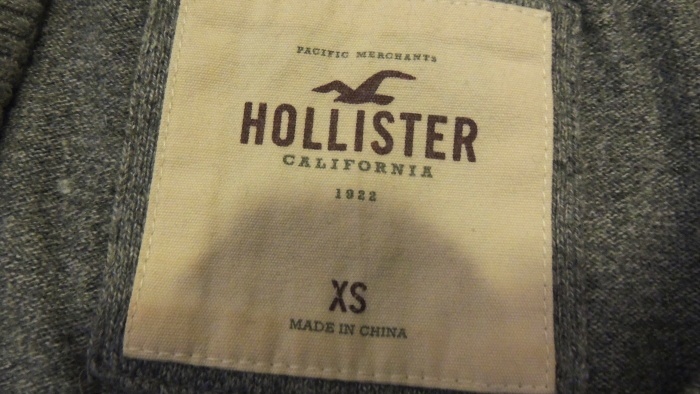 PACIFIC MERCHANTS
HOLLISTER
CALIFORNIA
1922
XS
MADE IN CHINA